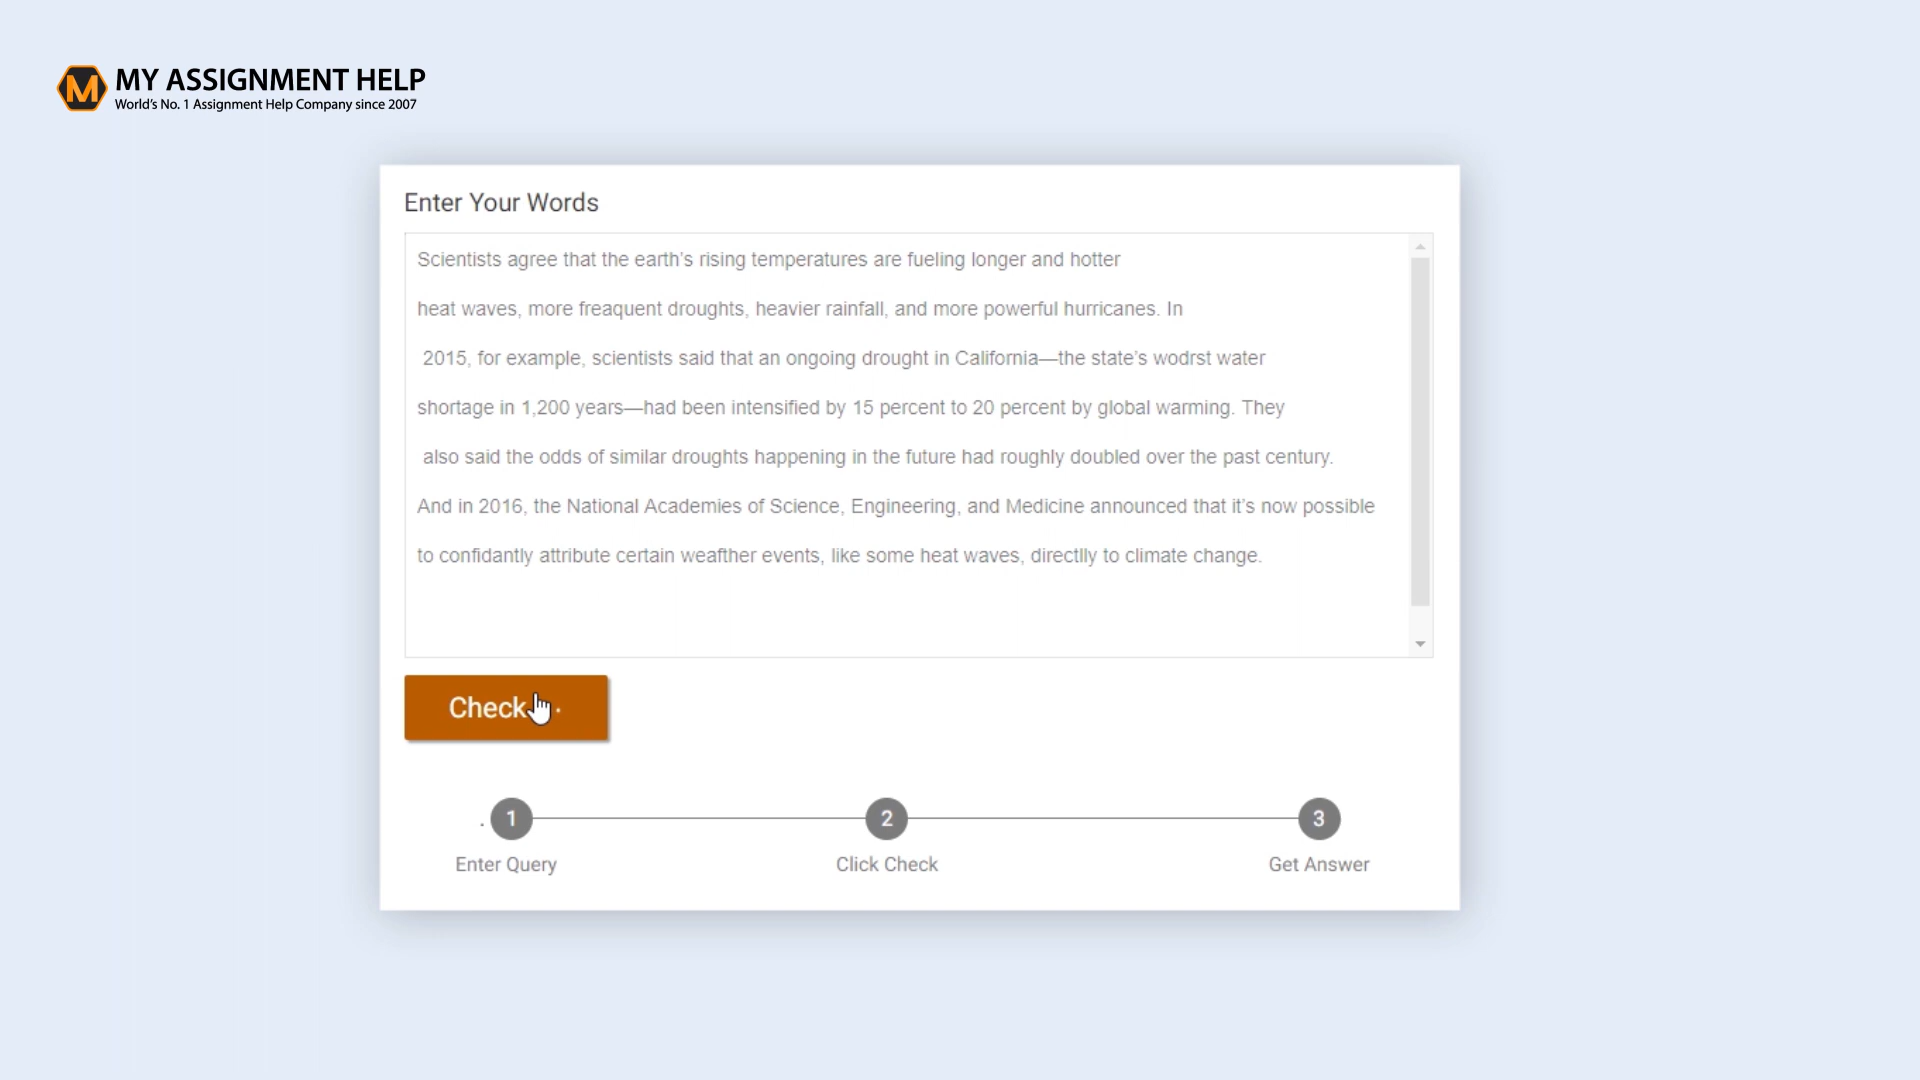 MY ASSIGNMENT HELP
World's No. 1 Assignment Help Company since 2007
Enter Your Words
Scientists agree that the earth's rising temperatures are fueling longer and hotter
heat waves, more freaquent droughts, heavier rainfall, and more powerful hurricanes. In
2015, for example, scientists said that an ongoing drought in California—the state's wodrst water
shortage in 1,200 years—had been intensified by 15 percent to 20 percent by global warming. They
also said the odds of similar droughts happening in the future had roughly doubled over the past century.
And in 2016, the National Academies of Science, Engineering, and Medicine announced that it's now possible
to confidantly attribute certain weafther events, like some heat waves, directlly to climate change.
Check
1
2
3
Enter Query
Click Check
Get Answer